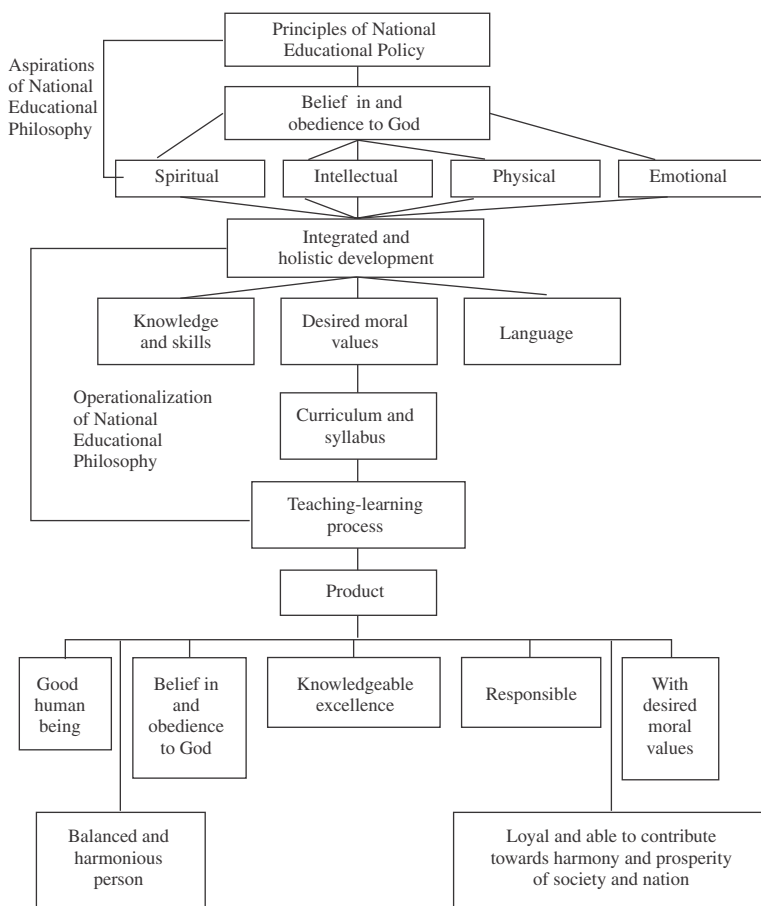 Principles of National
Educational Policy
Aspirations
of National
Educational
Philosophy
Belief in and
obedience to God
Spiritual
Intellectual
Physical
Emotional
Integrated and
holistic development
Knowledge
and skills
Desired moral
values
Language
Operationalization
of National
Educational
Philosophy
Curriculum and
syllabus
Teaching-learning
process
Product
Good
human
being
Belief in
and
obedience
to God
Knowledgeable
excellence
Responsible
With
desired
moral
values
Balanced and
harmonious
person
Loyal and able to contribute
towards harmony and prosperity
of society and nation